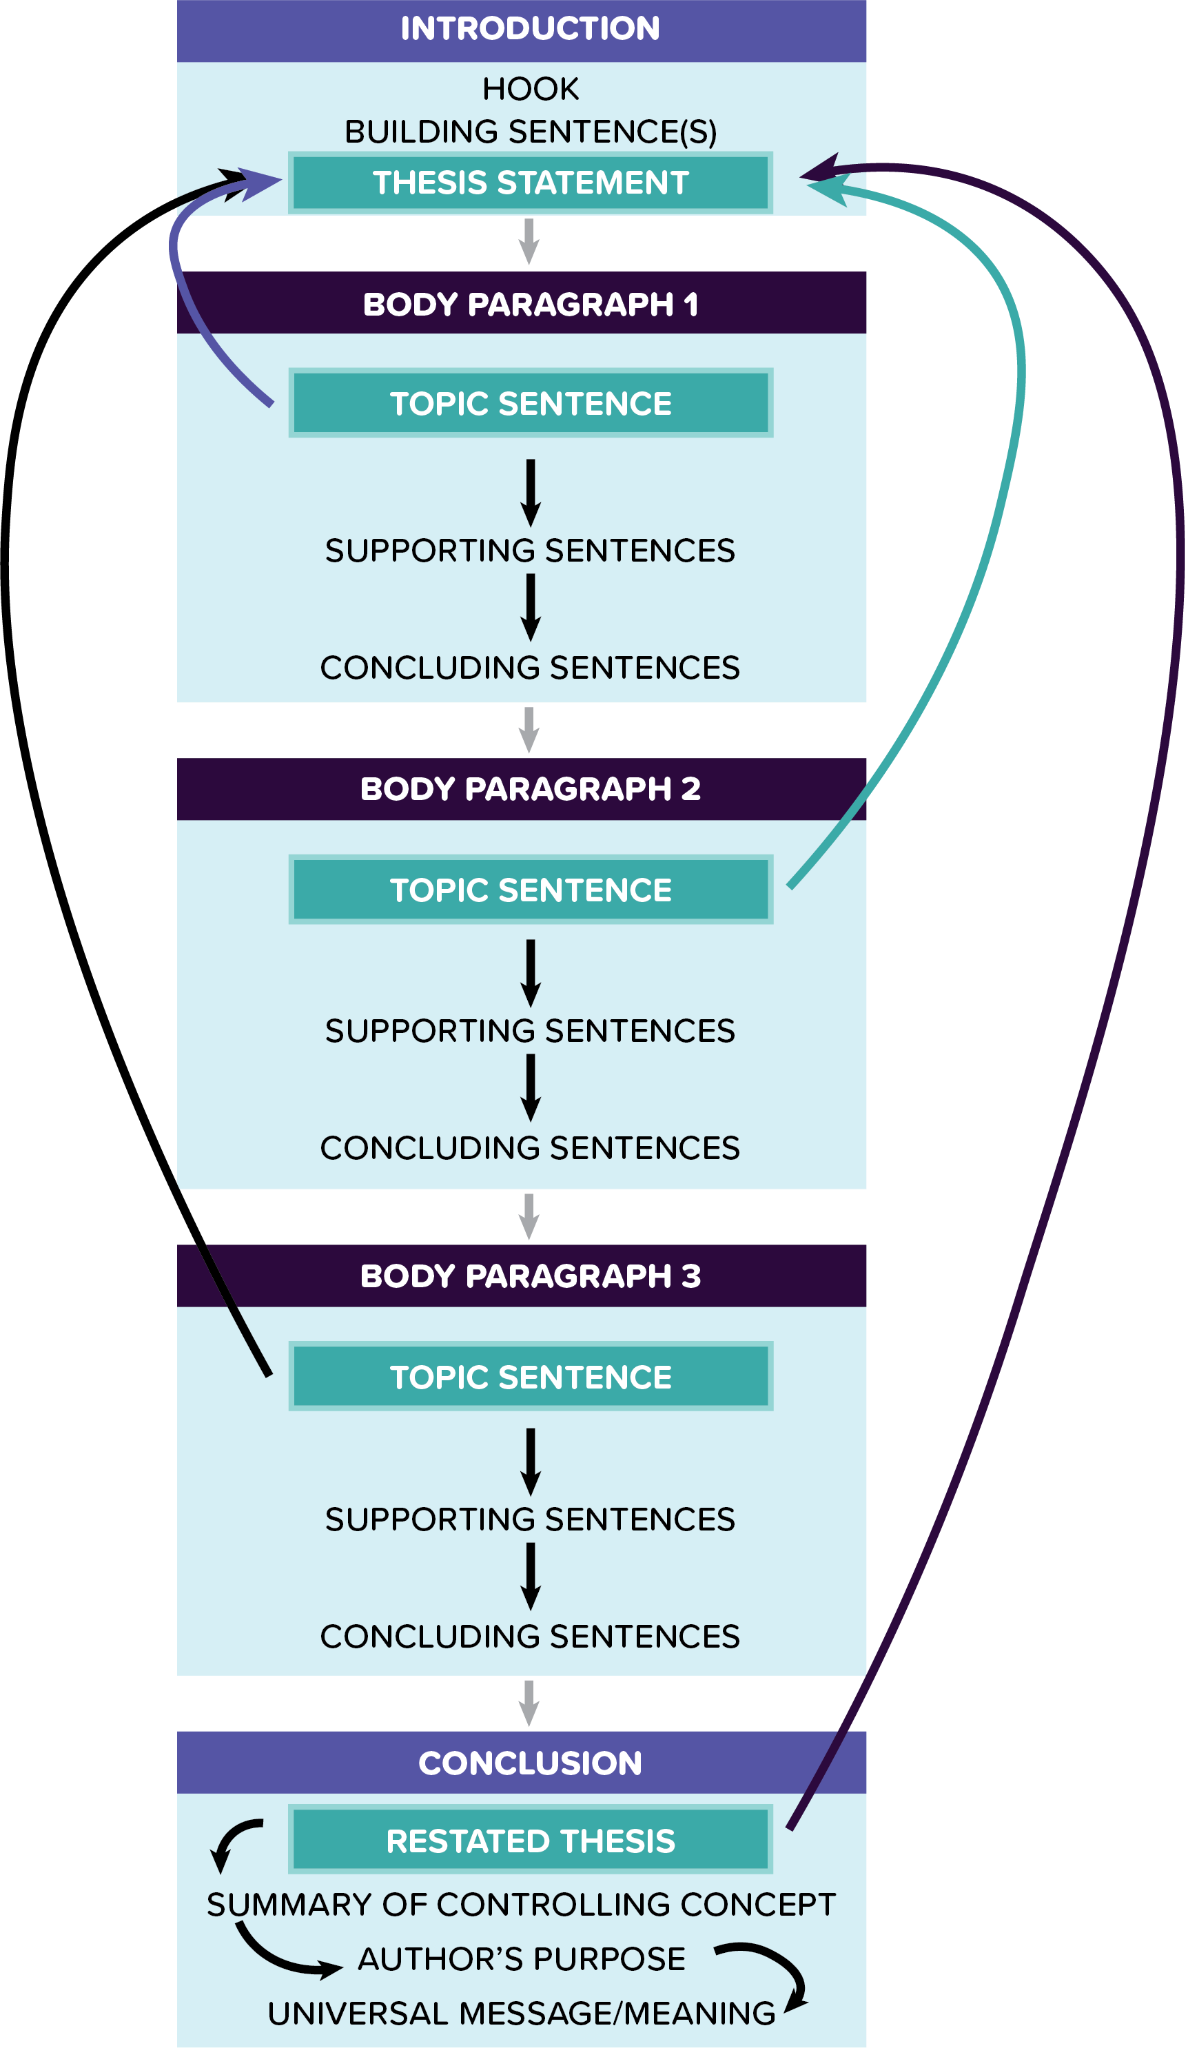 INTRODUCTION
HOOK
BUILDING SENTENCE(S)
THESIS STATEMENT
BODY PARAGRAPH 1
TOPIC SENTENCE
SUPPORTING SENTENCES
CONCLUDING SENTENCES
BODY PARAGRAPH 2
TOPIC SENTENCE
SUPPORTING SENTENCES
CONCLUDING SENTENCES
BODY PARAGRAPH 3
TOPIC SENTENCE
SUPPORTING SENTENCES
CONCLUDING SENTENCES
CONCLUSION
RESTATED THESIS
SUMMARY OF CONTROLLING CONCEPT
AUTHOR’S PURPOSE
UNIVERSAL MESSAGE/MEANING